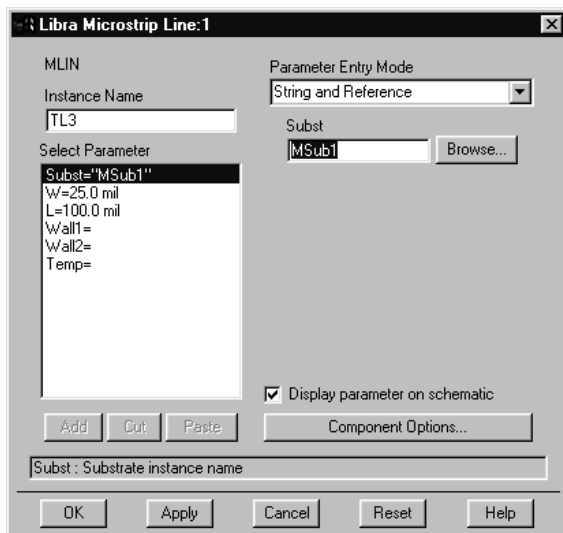 Libra Microstrip Line:1
MLIN
Instance Name
TL3
Select Parameter
Subst="MSub1"
W=25.0 mil
L=100.0 mil
Wall1=
Wall2=
Temp=
Add Cut Paste
Parameter Entry Mode
String and Reference
Subst
MSub1 Browse...
Display parameter on schematic
Component Options...
Subst : Substrate instance name
OK Apply Cancel Reset Help